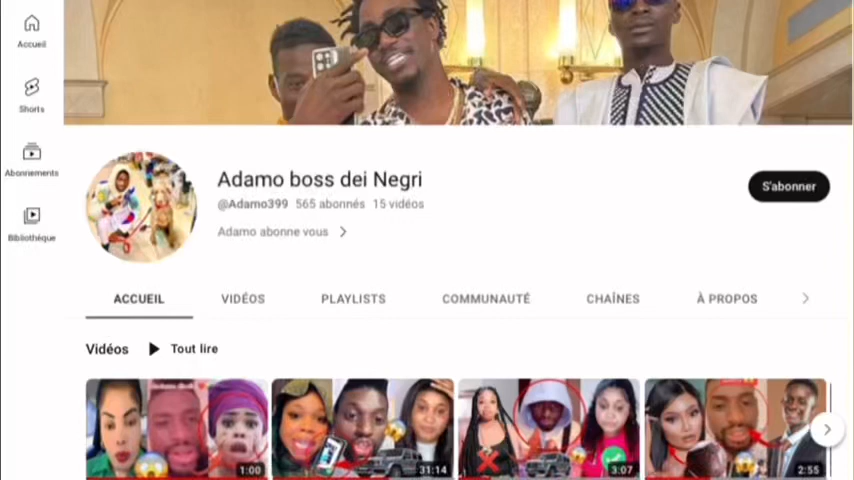 Accueil
Shorts
Abonnements
Bibliothèque
Adamo boss dei Negri
@Adamo399 565 abonnés 15 vidéos
Adamo abonne vous
S'abonner
ACCUEIL VIDÉOS PLAYLISTS COMMUNAUTÉ CHAÎNES À PROPOS
Vidéos Tout lire
1:00
31:14
3:07
2:55